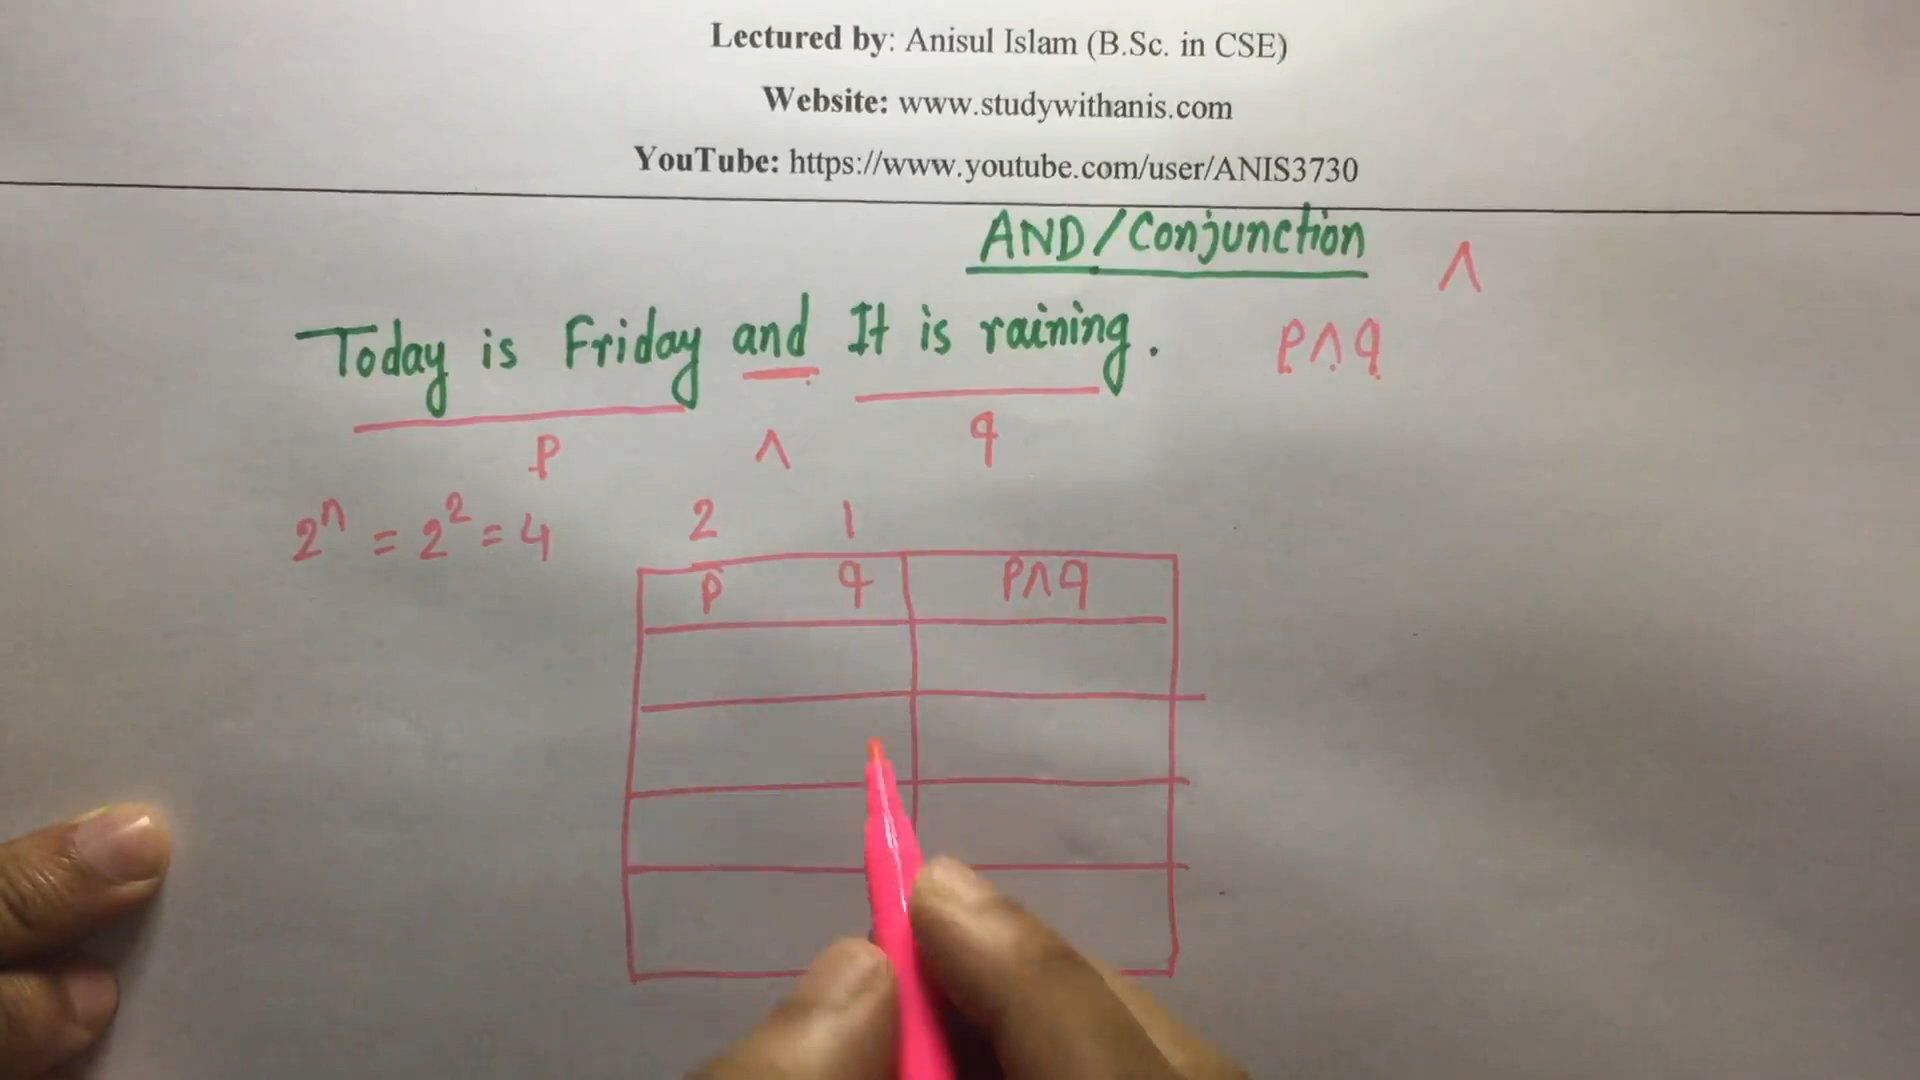 Lectured by: Anisul Islam (B.Sc. in CSE)
Website: www.studywithanis.com
YouTube: https://www.youtube.com/user/ANIS3730
AND/Conjunction ∧
Today is Friday and It is raining. P∧q
P ∧ q
2ⁿ = 2² = 4 2 1
P q P∧q